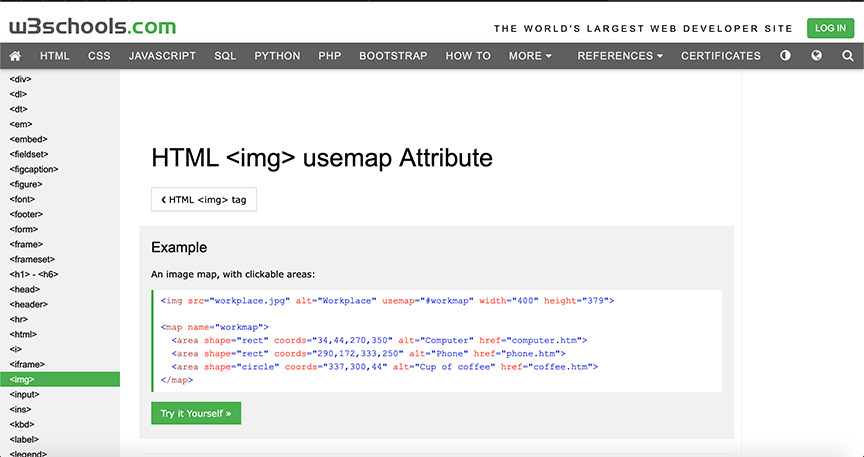 w3schools.com
THE WORLD'S LARGEST WEB DEVELOPER SITE
LOG IN
HTML CSS JAVASCRIPT SQL PYTHON PHP BOOTSTRAP HOW TO MORE REFERENCES CERTIFICATES
<div>
<dl>
<dt>
<em>
<embed>
<fieldset>
<figcaption>
<figure>
<font>
<footer>
<form>
<frame>
<frameset>
<h1> - <h6>
<head>
<header>
<hr>
<html>
<i>
<iframe>
<img>
<input>
<ins>
<kbd>
<label>
<legend>
HTML <img> usemap Attribute
❮ HTML <img> tag
Example
An image map, with clickable areas:
<img src="workplace.jpg" alt="Workplace" usemap="#workmap" width="400" height="379">
<map name="workmap">
<area shape="rect" coords="34,44,270,350" alt="Computer" href="computer.htm">
<area shape="rect" coords="290,172,333,250" alt="Phone" href="phone.htm">
<area shape="circle" coords="337,300,44" alt="Cup of coffee" href="coffee.htm">
</map>
Try it Yourself »